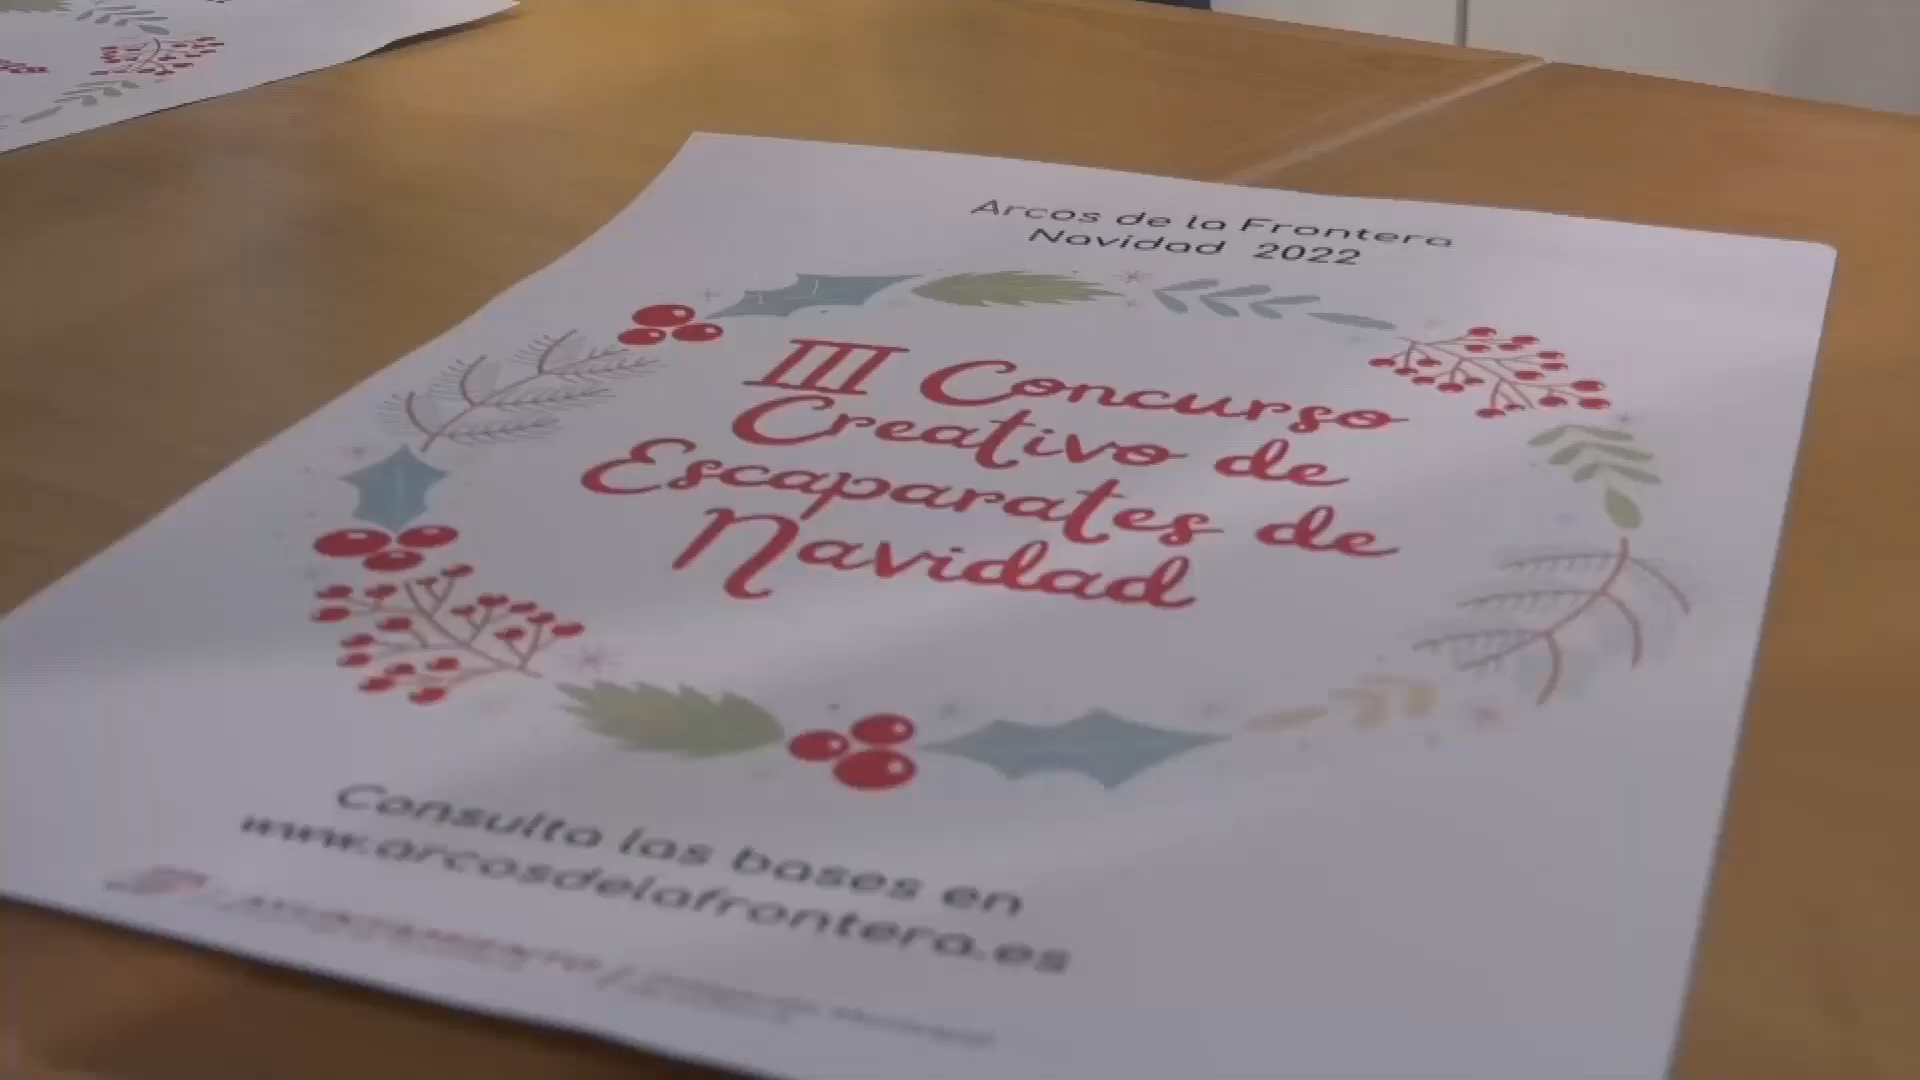 Arcos de la Frontera
Navidad 2022
III Concurso
Creativo de
Escaparates de
Navidad
Consulta las bases en
www.arcosdelafrontera.es
AYUNTAMIENTO /